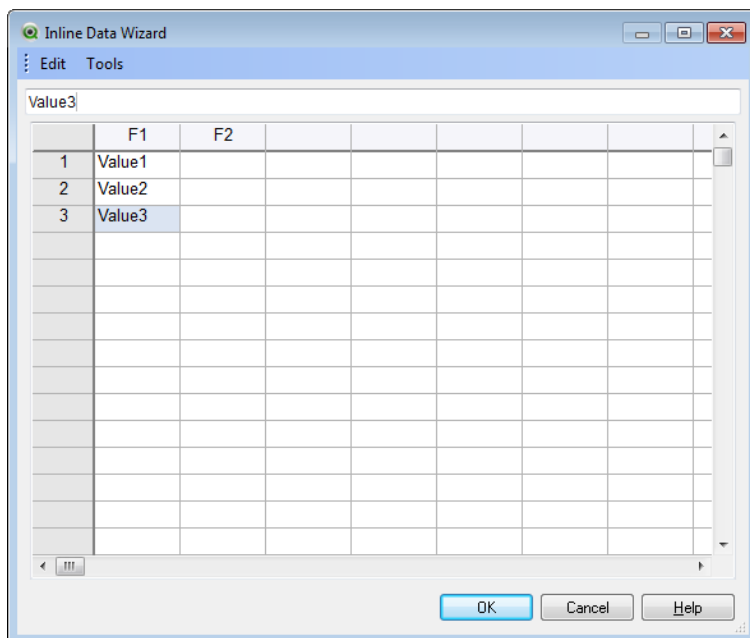 Inline Data Wizard
Edit Tools
Value3
F1 F2
1 Value1
2 Value2
3 Value3
OK Cancel Help